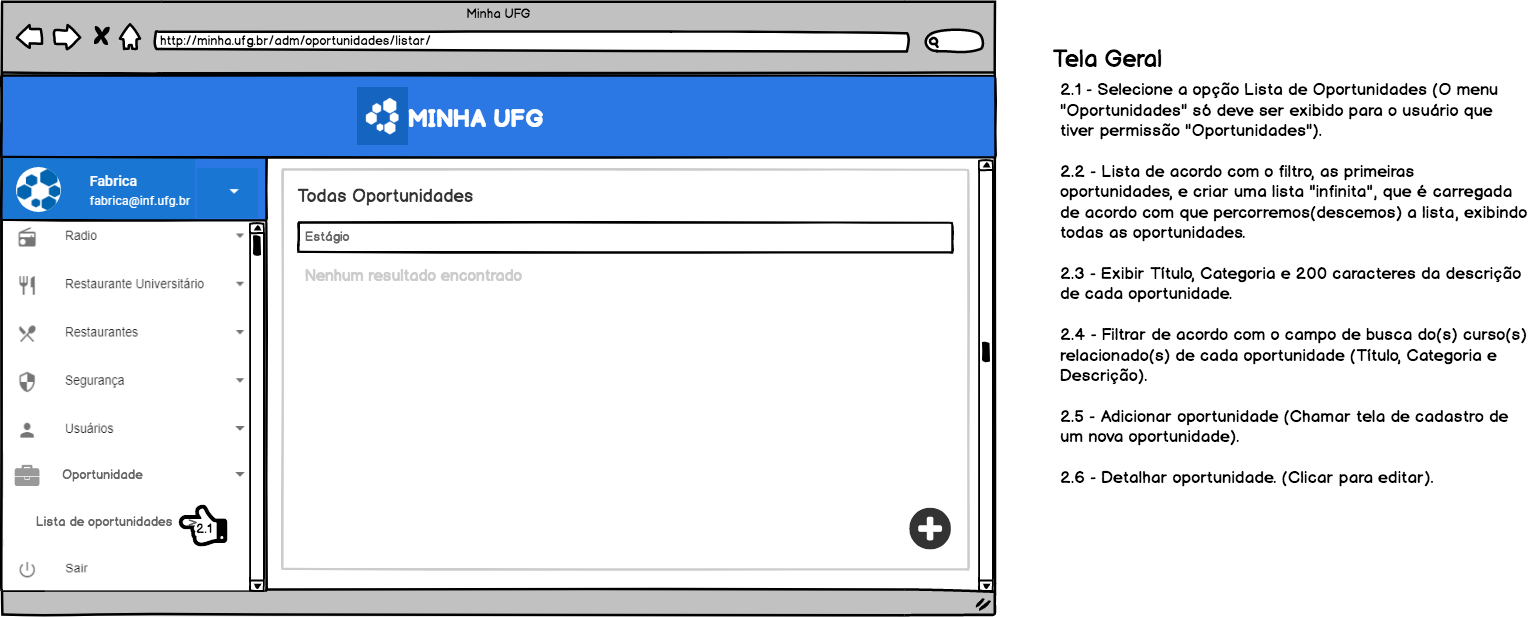 Minha UFG
http://minha.ufg.br/adm/oportunidades/listar/
MINHA UFG
Fabrica
fabrica@inf.ufg.br
Radio
Restaurante Universitário
Restaurantes
Segurança
Usuários
Oportunidade
Lista de oportunidades
2.1
Sair
Todas Oportunidades
Estágio
Nenhum resultado encontrado
Tela Geral
2.1 - Selecione a opção Lista de Oportunidades (O menu
"Oportunidades" só deve ser exibido para o usuário que
tiver permissão "Oportunidades").
2.2 - Lista de acordo com o filtro, as primeiras
oportunidades, e criar uma lista "infinita", que é carregada
de acordo com que percorremos(descemos) a lista, exibindo
todas as oportunidades.
2.3 - Exibir Título, Categoria e 200 caracteres da descrição
de cada oportunidade.
2.4 - Filtrar de acordo com o campo de busca do(s) curso(s)
relacionado(s) de cada oportunidade (Título, Categoria e
Descrição).
2.5 - Adicionar oportunidade (Chamar tela de cadastro de
um nova oportunidade).
2.6 - Detalhar oportunidade. (Clicar para editar).